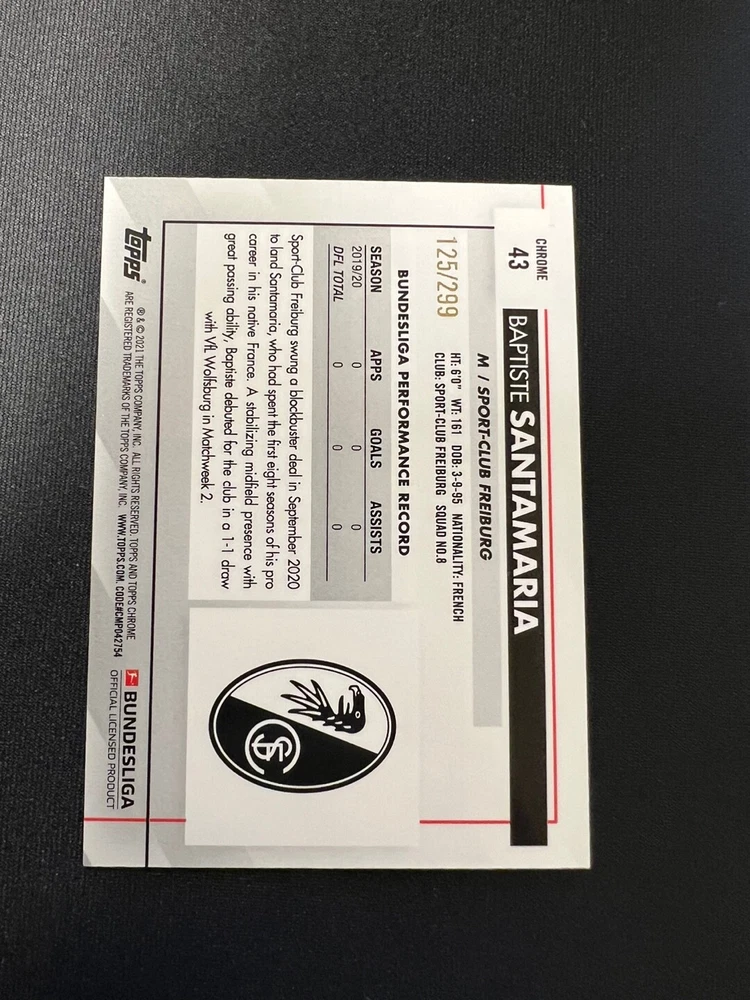 CHROME
43
BAPTISTE SANTAMARIA
M / SPORT-CLUB FREIBURG
125/299
HT: 6'0" WT: 161 DOB: 3-9-95 NATIONALITY: FRENCH
CLUB: SPORT-CLUB FREIBURG SQUAD NO. 8
BUNDESLIGA PERFORMANCE RECORD
SEASON APPS GOALS ASSISTS
2019/20 0 0 0
DFL TOTAL 0 0 0
Sport-Club Freiburg swung a blockbuster deal in September 2020
to land Santamaria, who had spent the first eight seasons of his pro
career in his native France. A stabilizing midfield presence with
great passing ability, Baptiste debuted for the club in a 1-1 draw
with VfL Wolfsburg in Matchweek 2.
SC
topps®
® & © 2021 THE TOPPS COMPANY, INC. ALL RIGHTS RESERVED. TOPPS AND TOPPS CHROME
ARE REGISTERED TRADEMARKS OF THE TOPPS COMPANY, INC. WWW.TOPPS.COM. CODE#CMP042754
BUNDESLIGA
OFFICIAL LICENSED PRODUCT